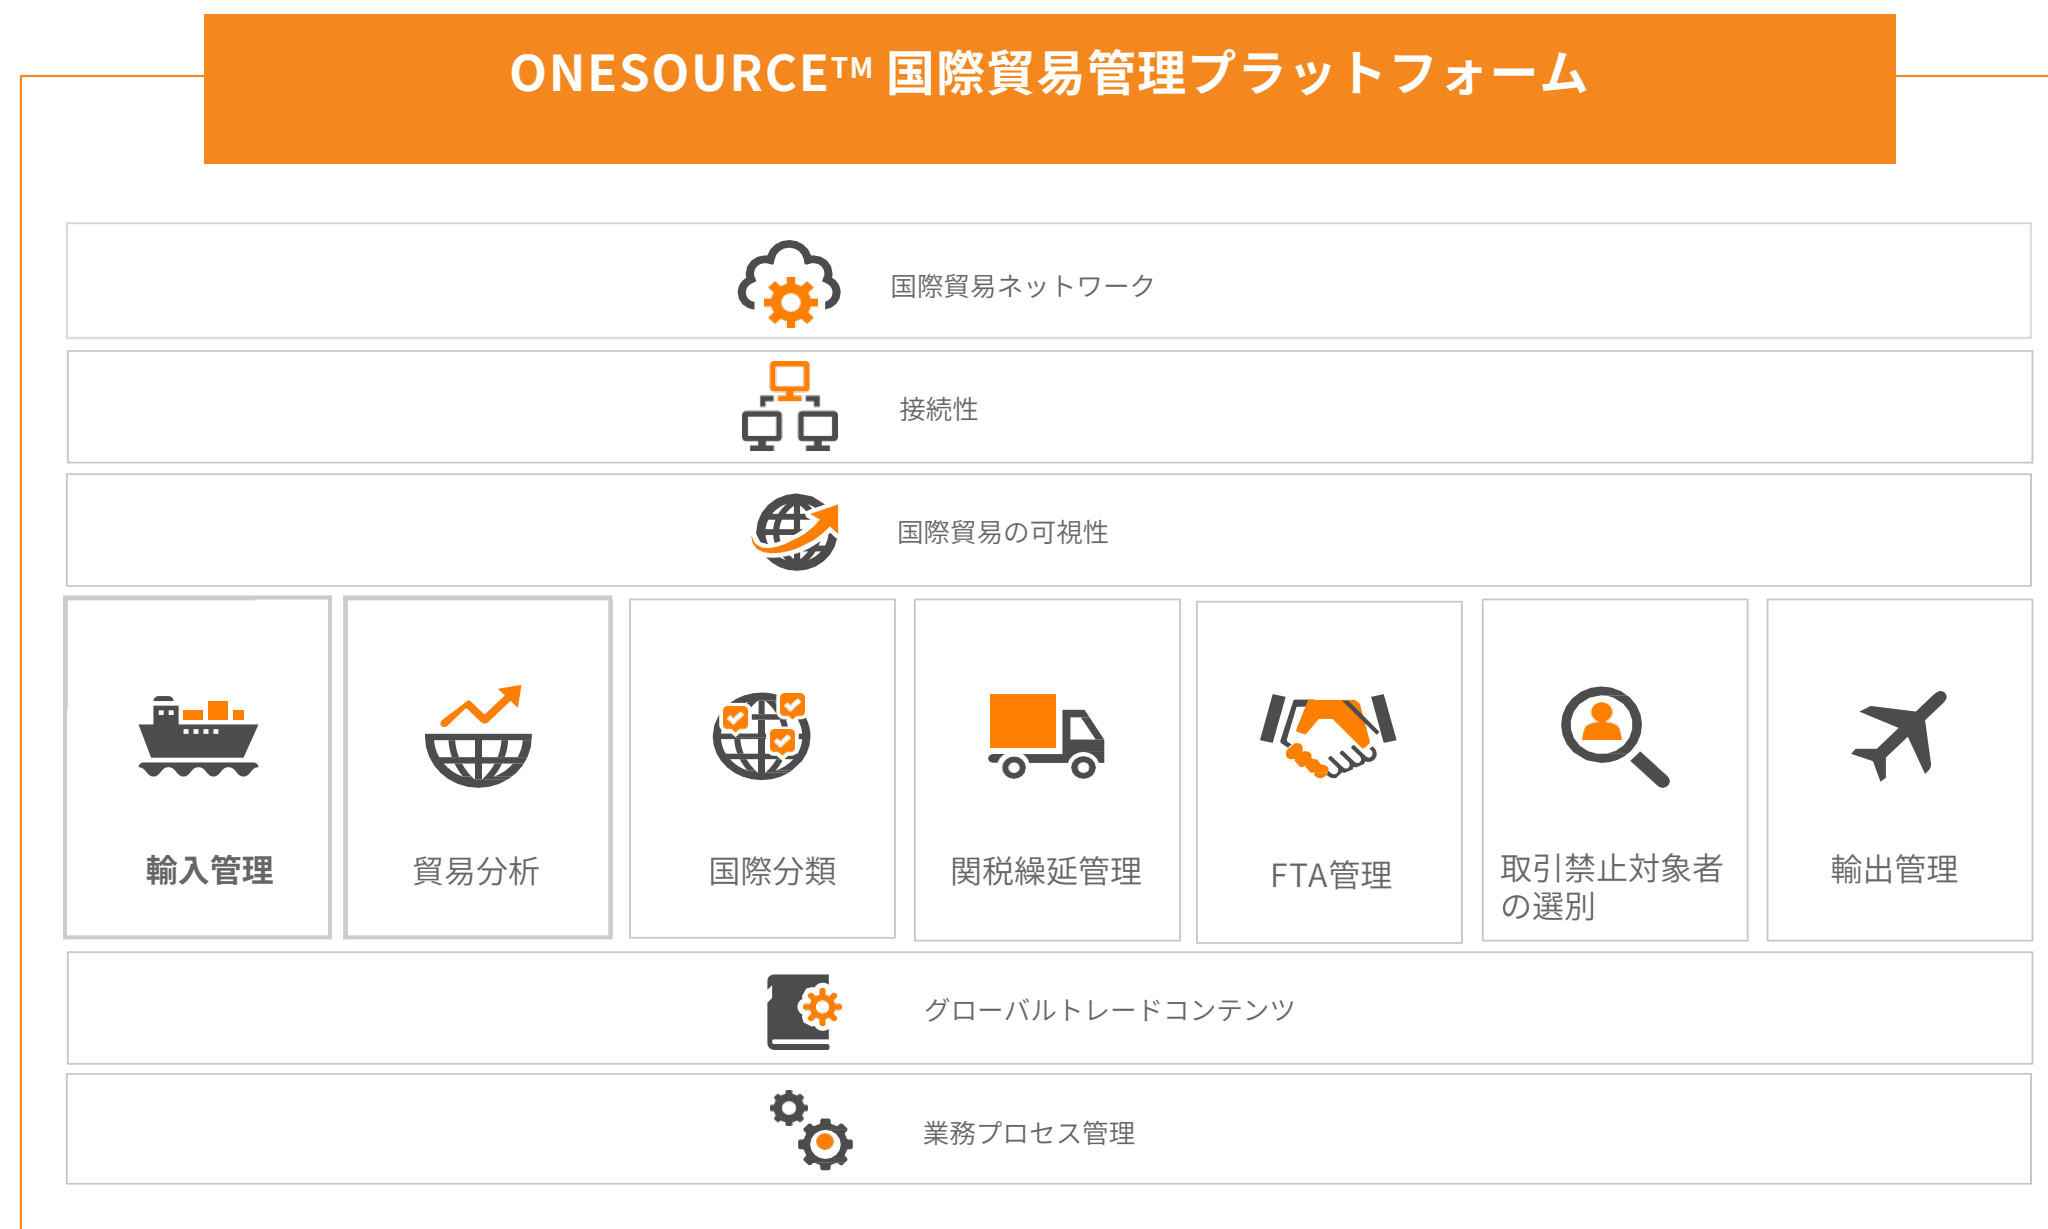 ONESOURCE™ 国際貿易管理プラットフォーム
国際貿易ネットワーク
接続性
国際貿易の可視性
輸入管理
貿易分析
国際分類
関税繰延管理
FTA管理
取引禁止対象者
の選別
輸出管理
グローバルトレードコンテンツ
業務プロセス管理